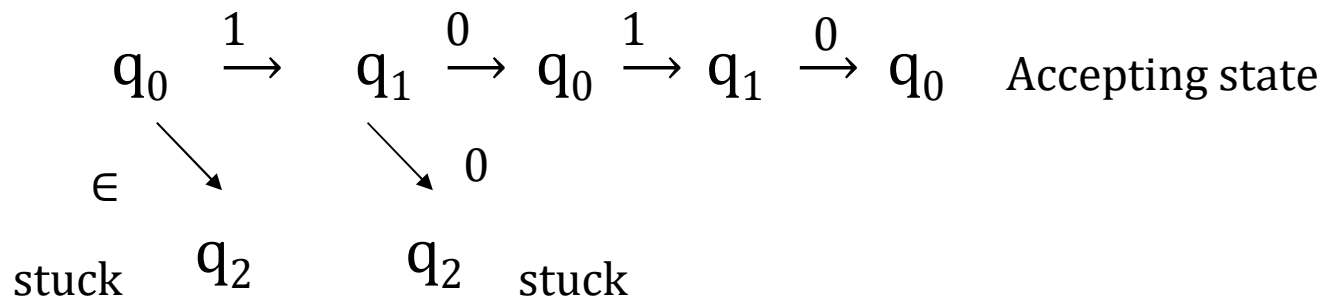 1 0 1 0
q₀ → q₁ → q₀ → q₁ → q₀ Accepting state
∈ 0
stuck q₂ q₂ stuck